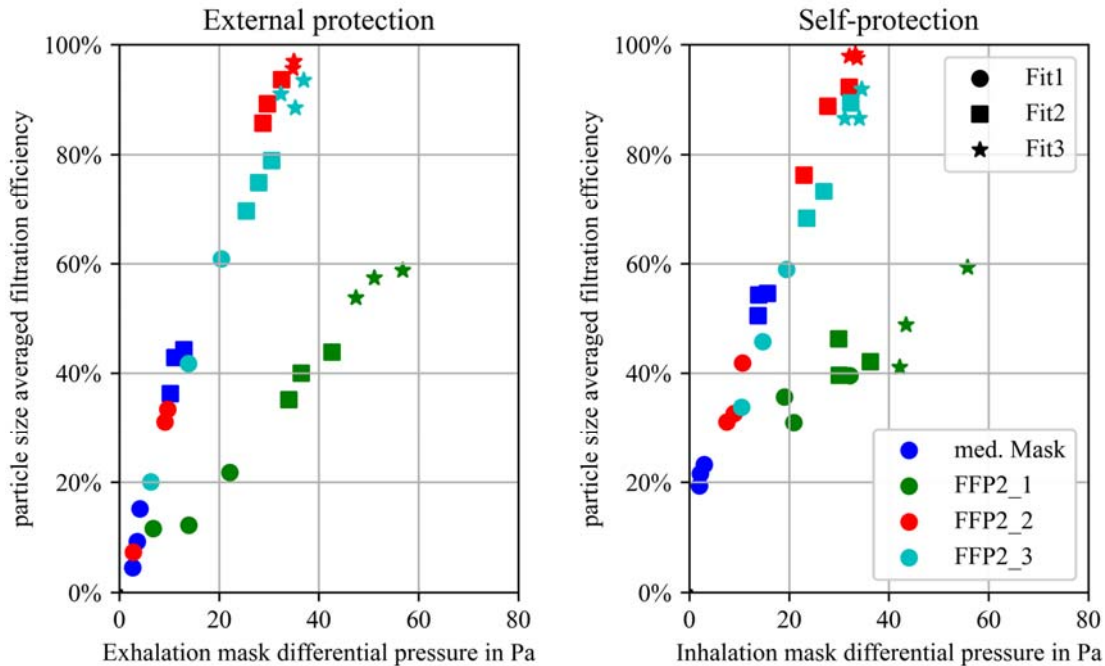 External protection
100%
80%
60%
40%
20%
0%
0
20
40
60
80
particle size averaged filtration efficiency
Exhalation mask differential pressure in Pa
Self-protection
100%
80%
60%
40%
20%
0%
0
20
40
60
80
particle size averaged filtration efficiency
Inhalation mask differential pressure in Pa
Fit1
Fit2
Fit3
med. Mask
FFP2_1
FFP2_2
FFP2_3